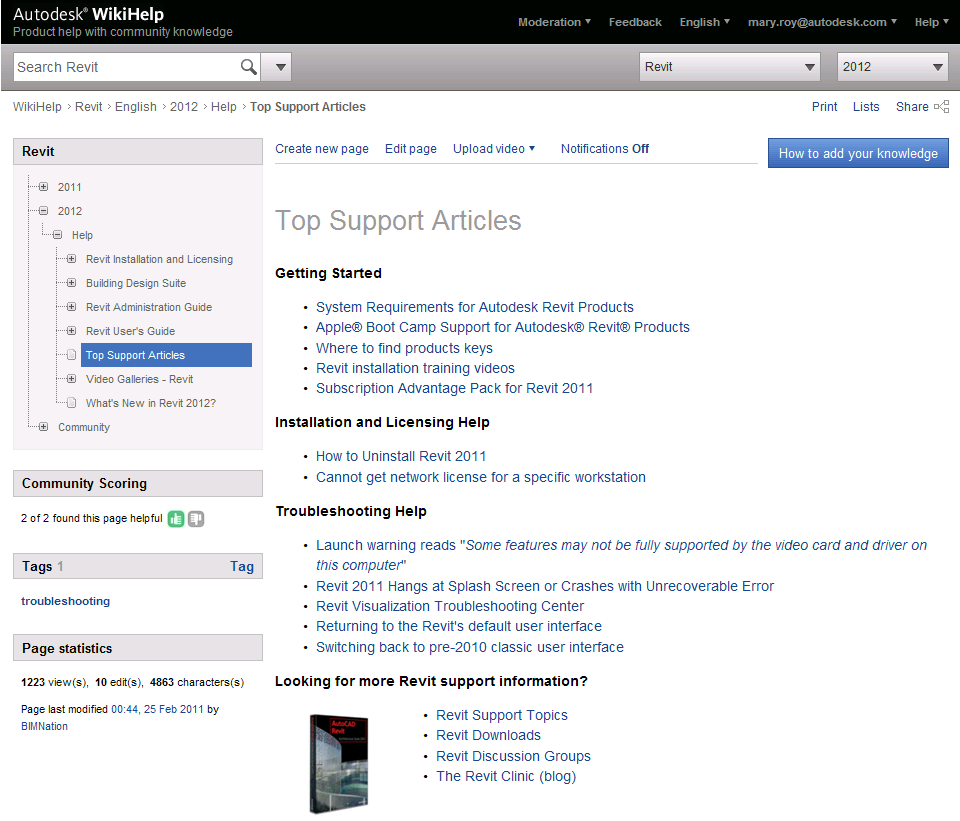 Autodesk® WikiHelp
Product help with community knowledge
Moderation Feedback English mary.roy@autodesk.com Help
Search Revit
Revit
2012
WikiHelp › Revit › English › 2012 › Help › Top Support Articles
Print Lists Share
Revit
2011
2012
Help
Revit Installation and Licensing
Building Design Suite
Revit Administration Guide
Revit User's Guide
Top Support Articles
Video Galleries - Revit
What's New in Revit 2012?
Community
Community Scoring
2 of 2 found this page helpful
Tags 1 Tag
troubleshooting
Page statistics
1223 view(s), 10 edit(s), 4863 characters(s)
Page last modified 00:44, 25 Feb 2011 by
BIMNation
Create new page Edit page Upload video Notifications Off
How to add your knowledge
Top Support Articles
Getting Started
• System Requirements for Autodesk Revit Products
• Apple® Boot Camp Support for Autodesk® Revit® Products
• Where to find products keys
• Revit installation training videos
• Subscription Advantage Pack for Revit 2011
Installation and Licensing Help
• How to Uninstall Revit 2011
• Cannot get network license for a specific workstation
Troubleshooting Help
• Launch warning reads "Some features may not be fully supported by the video card and driver on
this computer"
• Revit 2011 Hangs at Splash Screen or Crashes with Unrecoverable Error
• Revit Visualization Troubleshooting Center
• Returning to the Revit's default user interface
• Switching back to pre-2010 classic user interface
Looking for more Revit support information?
AutoCAD
Revit
• Revit Support Topics
• Revit Downloads
• Revit Discussion Groups
• The Revit Clinic (blog)